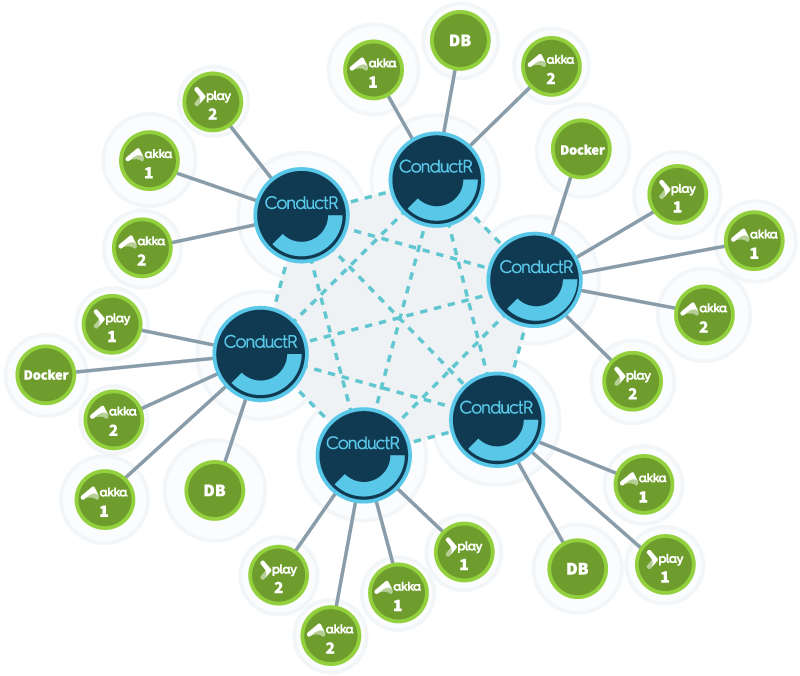 DB
akka
1
akka
2
play
2
Docker
akka
1
ConductR
play
1
ConductR
akka
1
akka
2
ConductR
akka
2
play
1
ConductR
Docker
play
2
akka
2
akka
1
DB
ConductR
ConductR
akka
1
play
1
DB
play
1
play
2
akka
1
akka
2